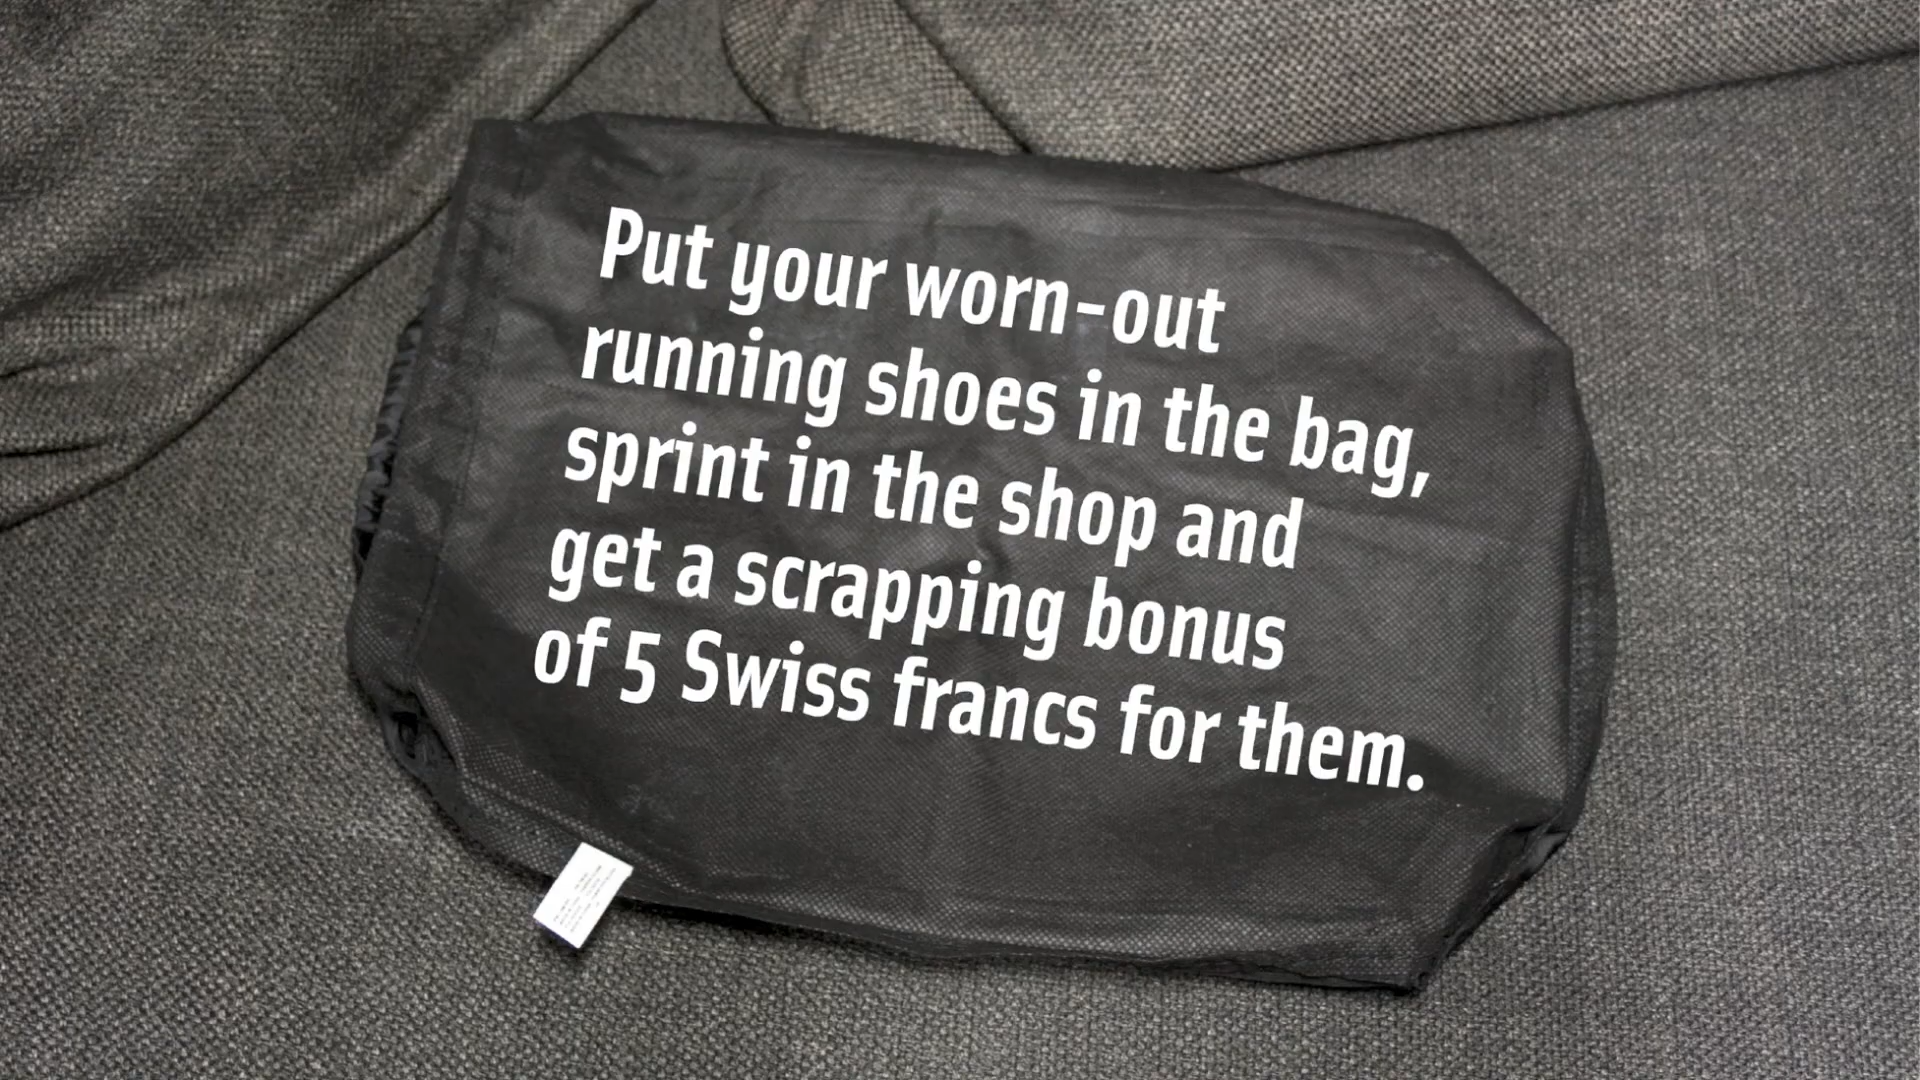 Put your worn-out
running shoes in the bag,
sprint in the shop and
get a scrapping bonus
of 5 Swiss francs for them.